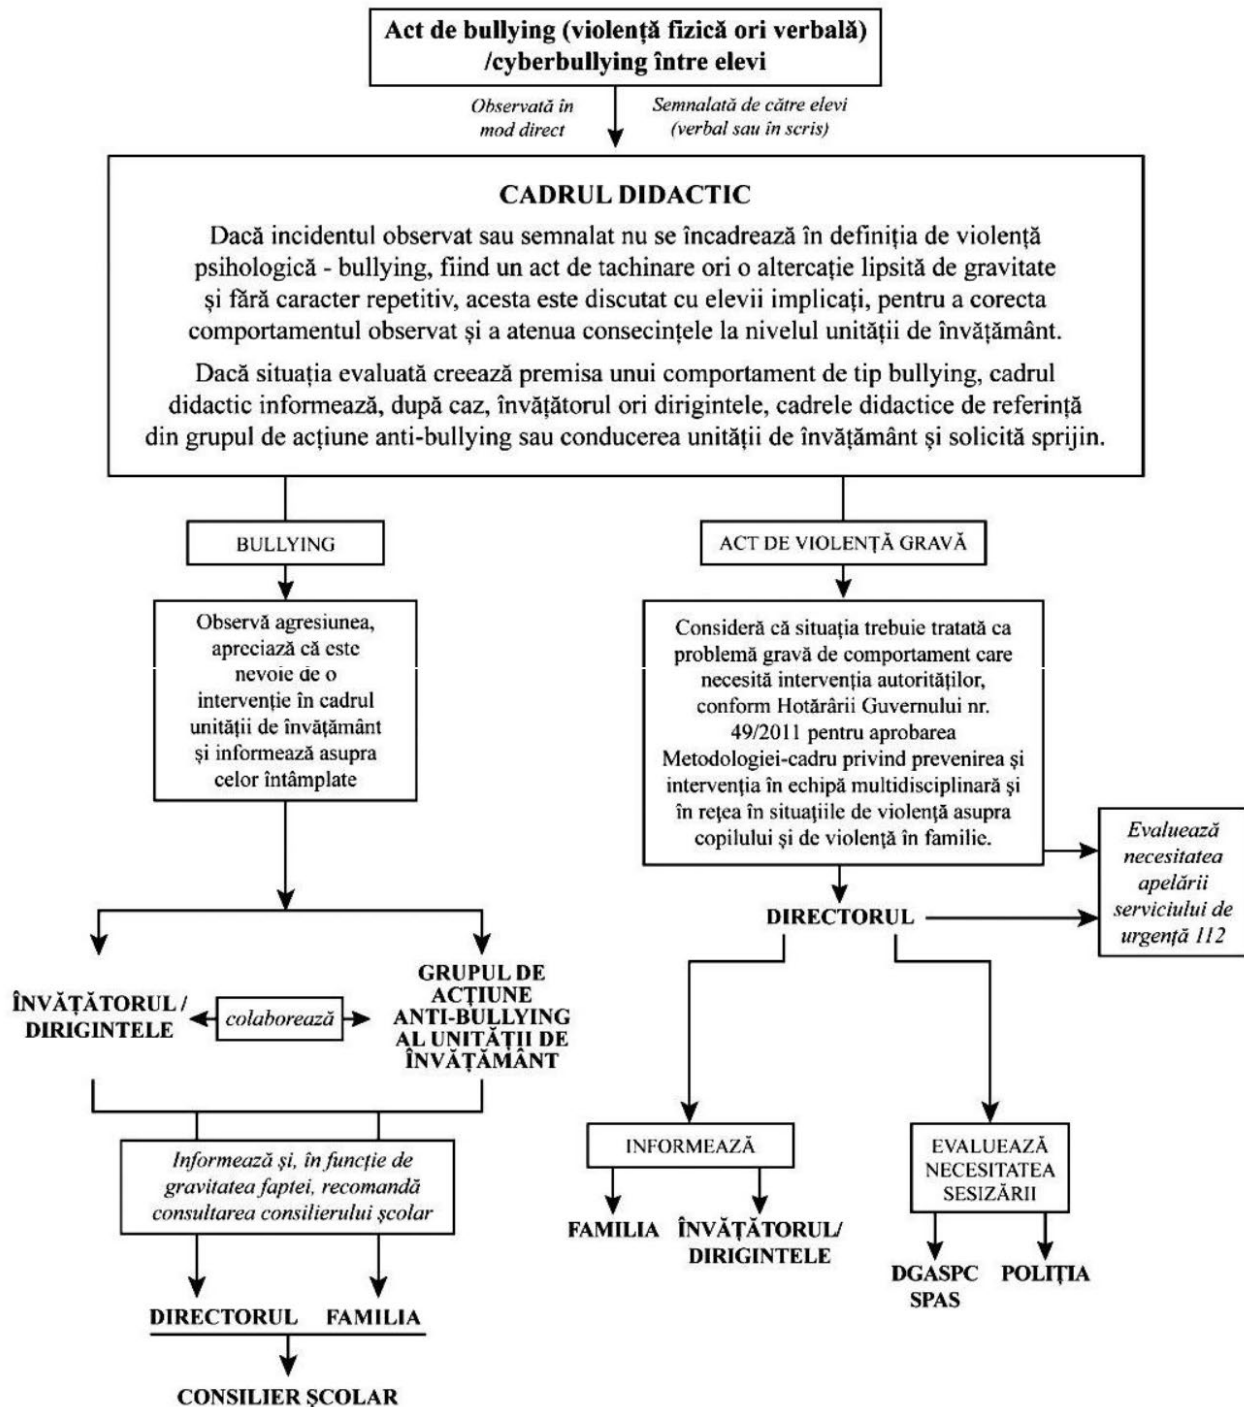 Act de bullying (violență fizică ori verbală)
/cyberbullying între elevi
Observată în
mod direct
Semnalată de către elevi
(verbal sau în scris)
CADRUL DIDACTIC
Dacă incidentul observat sau semnalat nu se încadrează în definiția de violență
psihologică - bullying, fiind un act de tachinare ori o altercație lipsită de gravitate
și fără caracter repetitiv, acesta este discutat cu elevii implicați, pentru a corecta
comportamentul observat și a atenua consecințele la nivelul unității de învățământ.
Dacă situația evaluată creează premisa unui comportament de tip bullying, cadrul
didactic informează, după caz, învățătorul ori dirigintele, cadrele didactice de referință
din grupul de acțiune anti-bullying sau conducerea unității de învățământ și solicită sprijin.
BULLYING
Observă agresiunea,
apreciază că este
nevoie de o
intervenție în cadrul
unității de învățământ
și informează asupra
celor întâmplate
ACT DE VIOLENȚĂ GRAVĂ
Consideră că situația trebuie tratată ca
problemă gravă de comportament care
necesită intervenția autorităților,
conform Hotărârii Guvernului nr.
49/2011 pentru aprobarea
Metodologiei-cadru privind prevenirea și
intervenția în echipă multidisciplinară și
în rețea în situațiile de violență asupra
copilului și de violență în familie.
Evaluează
necesitatea
apelării
serviciului de
urgență 112
DIRECTORUL
ÎNVĂȚĂTORUL /
DIRIGINTELE
colaborează
GRUPUL DE
ACȚIUNE
ANTI-BULLYING
AL UNITĂȚII DE
ÎNVĂȚĂMÂNT
Informează și, în funcție de
gravitatea faptei, recomandă
consultarea consilierului școlar
DIRECTORUL
FAMILIA
CONSILIER ȘCOLAR
INFORMEAZĂ
FAMILIA
ÎNVĂȚĂTORUL/
DIRIGINTELE
EVALUEAZĂ
NECESITATEA
SESIZĂRII
DGASPC
SPAS
POLIȚIA